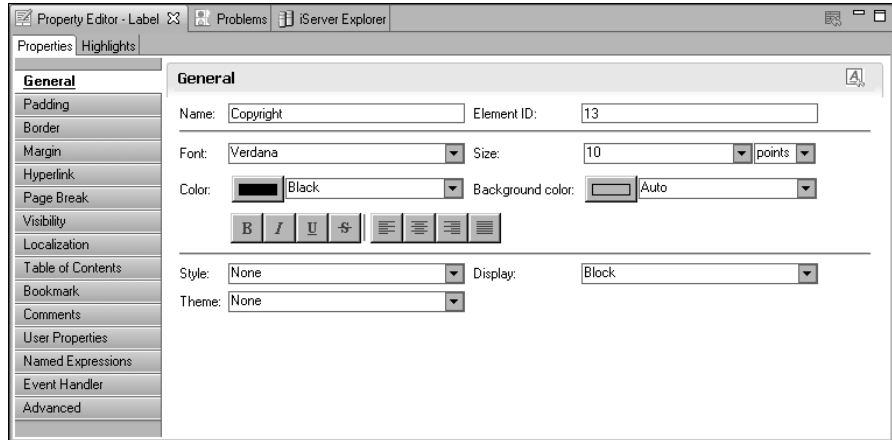 Property Editor - Label Problems iServer Explorer
Properties Highlights
General
Padding
Border
Margin
Hyperlink
Page Break
Visibility
Localization
Table of Contents
Bookmark
Comments
User Properties
Named Expressions
Event Handler
Advanced
General
Name: Copyright Element ID: 13
Font: Verdana Size: 10 points
Color: Black Background color: Auto
B I U S
Style: None Display: Block
Theme: None